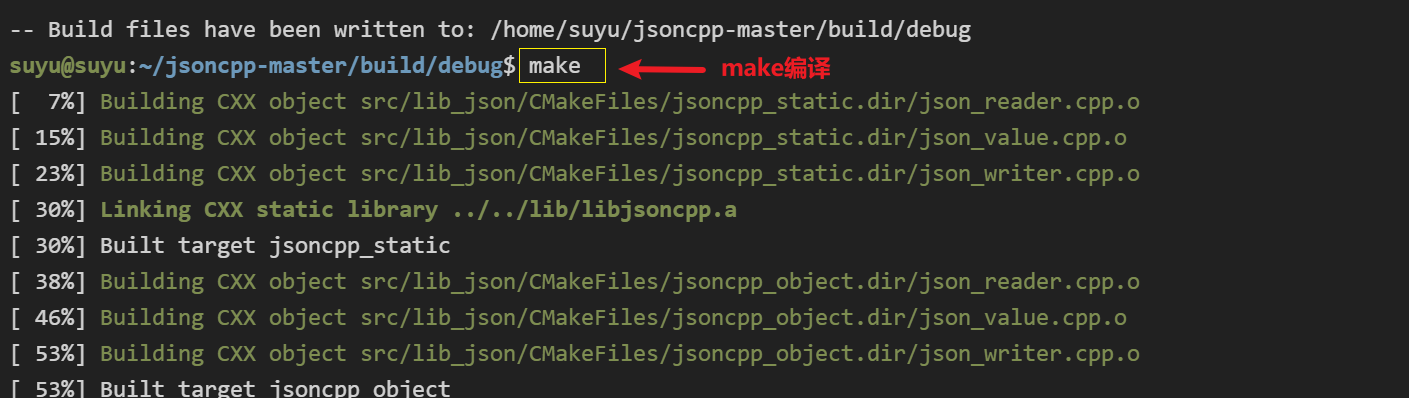 -- Build files have been written to: /home/suyu/jsoncpp-master/build/debug
suyu@suyu:~/jsoncpp-master/build/debug$ make make编译
[  7%] Building CXX object src/lib_json/CMakeFiles/jsoncpp_static.dir/json_reader.cpp.o
[ 15%] Building CXX object src/lib_json/CMakeFiles/jsoncpp_static.dir/json_value.cpp.o
[ 23%] Building CXX object src/lib_json/CMakeFiles/jsoncpp_static.dir/json_writer.cpp.o
[ 30%] Linking CXX static library ../../lib/libjsoncpp.a
[ 30%] Built target jsoncpp_static
[ 38%] Building CXX object src/lib_json/CMakeFiles/jsoncpp_object.dir/json_reader.cpp.o
[ 46%] Building CXX object src/lib_json/CMakeFiles/jsoncpp_object.dir/json_value.cpp.o
[ 53%] Building CXX object src/lib_json/CMakeFiles/jsoncpp_object.dir/json_writer.cpp.o
[ 53%] Built target jsoncpp_object